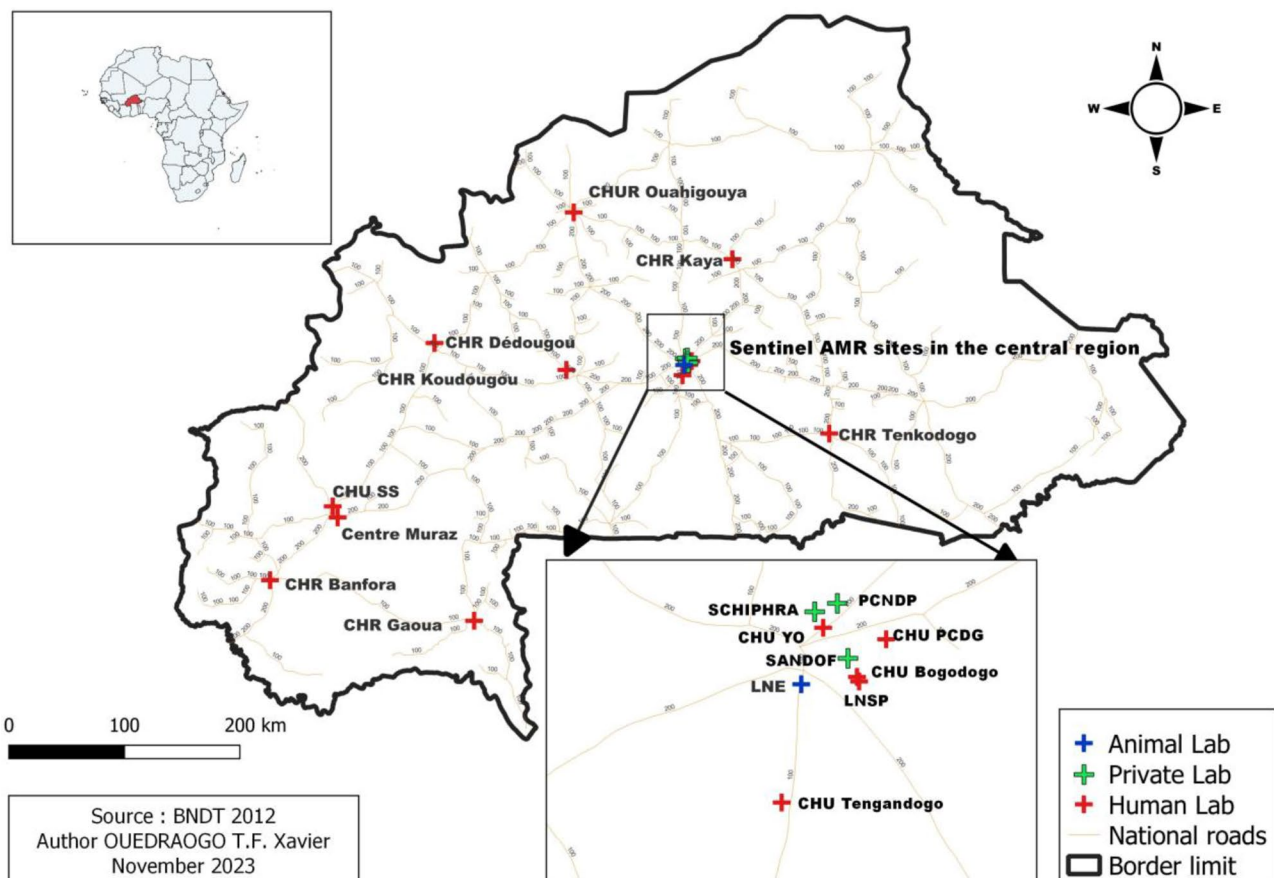 N
W E
S
CHUR Ouahigouya
CHR Kaya
CHR Dédougou
Sentinel AMR sites in the central region
CHR Koudougou
CHR Tenkodogo
CHU SS
Centre Muraz
CHR Banfora
CHR Gaoua
PCNDP
SCHIPHRA
CHU YO
CHU PCDG
SANDOF
CHU Bogodogo
LNE
LNSP
CHU Tengandogo
0 100 200 km
Source : BNDT 2012
Author OUEDRAOGO T.F. Xavier
November 2023
Animal Lab
Private Lab
Human Lab
National roads
Border limit